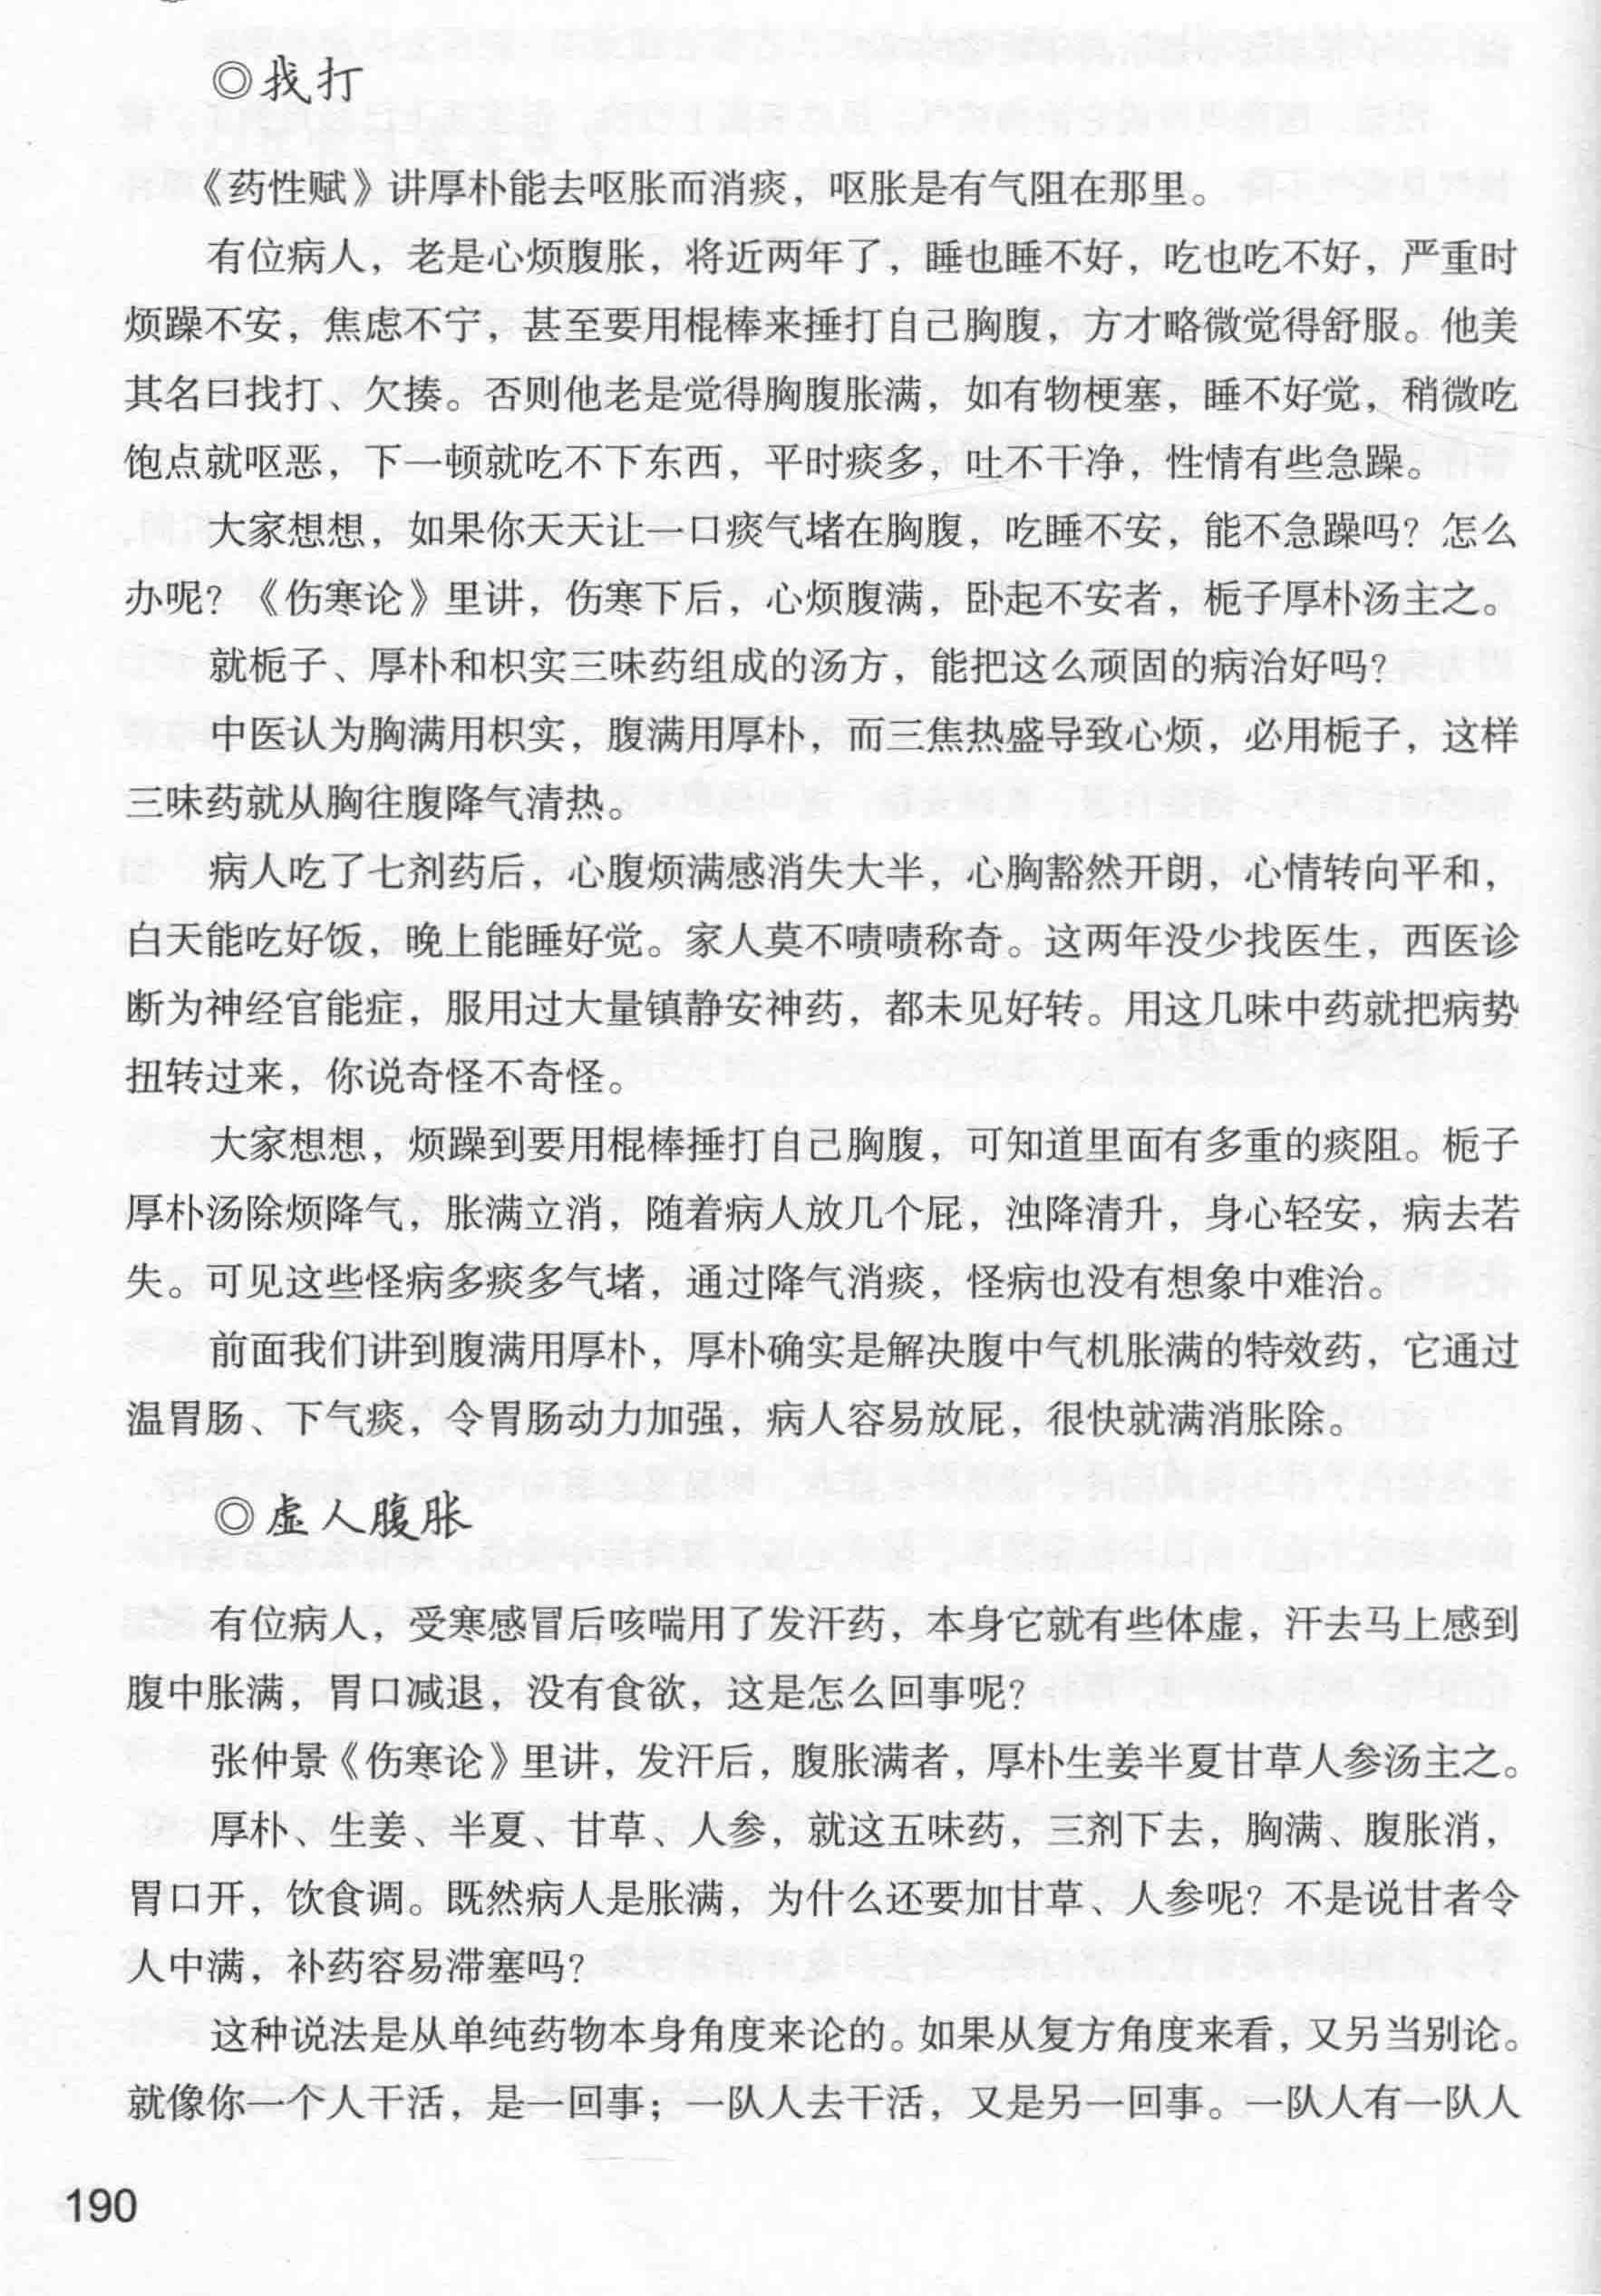 ◎找打
《药性赋》讲厚朴能去呕胀而消痰，呕胀是有气阻在那里。
有位病人，老是心烦腹胀，将近两年了，睡也睡不好，吃也吃不好，严重时
烦躁不安，焦虑不宁，甚至要用棍棒来捶打自己胸腹，方才略微觉得舒服。他美
其名曰找打、欠揍。否则他老是觉得胸腹胀满，如有物梗塞，睡不好觉，稍微吃
饱点就呕恶，下一顿就吃不下东西，平时痰多，吐不干净，性情有些急躁。
大家想想，如果你天天让一口痰气堵在胸腹，吃睡不安，能不急躁吗？怎么
办呢？《伤寒论》里讲，伤寒下后，心烦腹满，卧起不安者，栀子厚朴汤主之。
就栀子、厚朴和枳实三味药组成的汤方，能把这么顽固的病治好吗？
中医认为胸满用枳实，腹满用厚朴，而三焦热盛导致心烦，必用栀子，这样
三味药就从胸往腹降气清热。
病人吃了七剂药后，心腹烦满感消失大半，心胸豁然开朗，心情转向平和，
白天能吃好饭，晚上能睡好觉。家人莫不啧啧称奇。这两年没少找医生，西医诊
断为神经官能症，服用过大量镇静安神药，都未见好转。用这几味中药就把病势
扭转过来，你说奇怪不奇怪。
大家想想，烦躁到要用棍棒捶打自己胸腹，可知道里面有多重的痰阻。栀子
厚朴汤除烦降气，胀满立消，随着病人放几个屁，浊降清升，身心轻安，病去若
失。可见这些怪病多痰多气堵，通过降气消痰，怪病也没有想象中难治。
前面我们讲到腹满用厚朴，厚朴确实是解决腹中气机胀满的特效药，它通过
温胃肠、下气痰，令胃肠动力加强，病人容易放屁，很快就满消胀除。
◎虚人腹胀
有位病人，受寒感冒后咳喘用了发汗药，本身它就有些体虚，汗去马上感到
腹中胀满，胃口减退，没有食欲，这是怎么回事呢？
张仲景《伤寒论》里讲，发汗后，腹胀满者，厚朴生姜半夏甘草人参汤主之。
厚朴、生姜、半夏、甘草、人参，就这五味药，三剂下去，胸满、腹胀消，
胃口开，饮食调。既然病人是胀满，为什么还要加甘草、人参呢？不是说甘者令
人中满，补药容易滞塞吗？
这种说法是从单纯药物本身角度来论的。如果从复方角度来看，又另当别论。
就像你一个人干活，是一回事；一队人去干活，又是另一回事。一队人有一队人
190